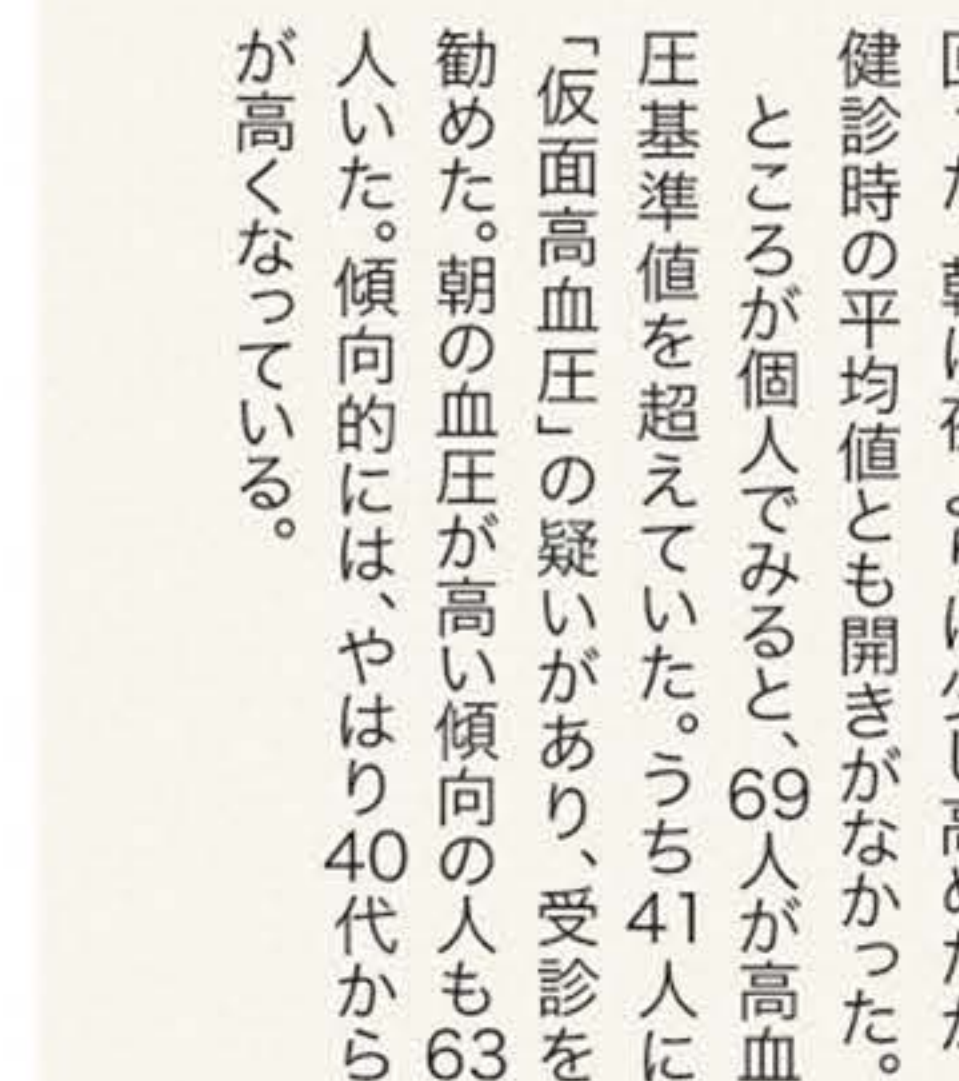 健診時の平均値とも開きがなかった。
ところが個人でみると、69人が高血
圧基準値を超えていた。うち41人に
「仮面高血圧」の疑いがあり、受診を
勧めた。朝の血圧が高い傾向の人も63
人いた。傾向的には、やはり40代から
が高くなっている。